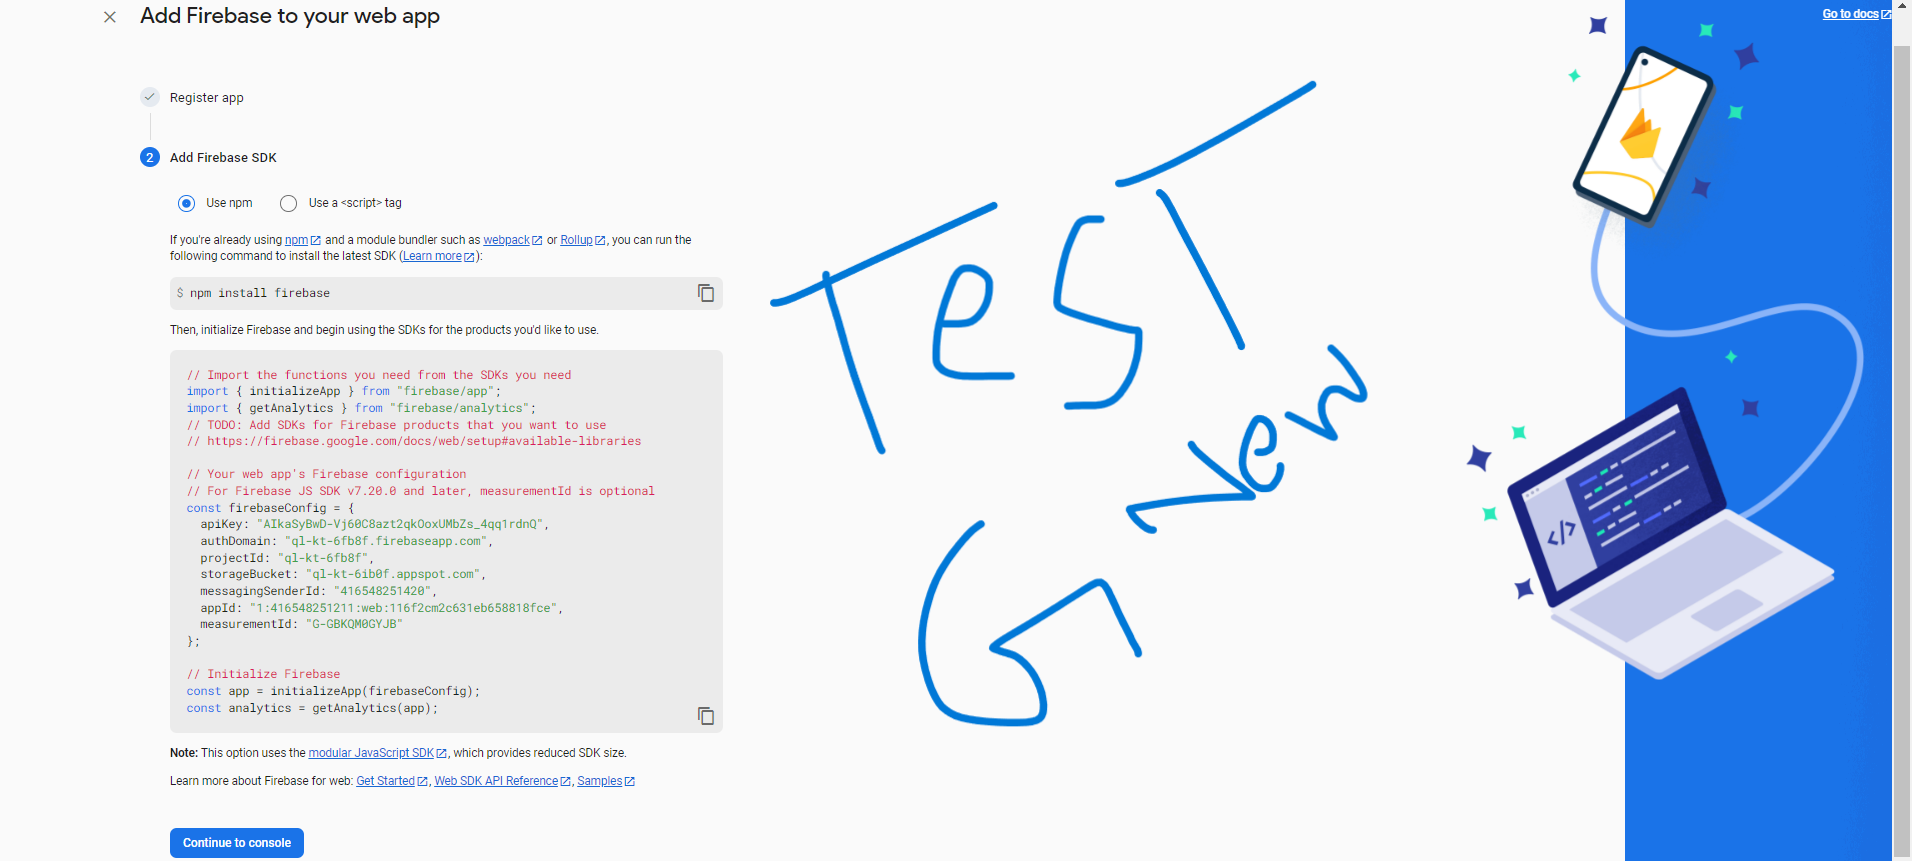 Add Firebase to your web app
Go to docs
Register app
2 Add Firebase SDK
Use npm Use a <script> tag
If you're already using npm and a module bundler such as webpack or Rollup, you can run the
following command to install the latest SDK (Learn more):
$ npm install firebase
Then, initialize Firebase and begin using the SDKs for the products you'd like to use.
// Import the functions you need from the SDKs you need
import { initializeApp } from "firebase/app";
import { getAnalytics } from "firebase/analytics";
// TODO: Add SDKs for Firebase products that you want to use
// https://firebase.google.com/docs/web/setup#available-libraries
// Your web app's Firebase configuration
// For Firebase JS SDK v7.20.0 and later, measurementId is optional
const firebaseConfig = {
apiKey: "AIkaSyBwD-Vj60C8azt2qkOoxUMbZs_4qq1rdnQ",
authDomain: "ql-kt-6fb8f.firebaseapp.com",
projectId: "ql-kt-6fb8f",
storageBucket: "ql-kt-6ib0f.appspot.com",
messagingSenderId: "416548251420",
appId: "1:416548251211:web:116f2cm2c631eb658818fce",
measurementId: "G-GBKQM0GYJB"
};
// Initialize Firebase
const app = initializeApp(firebaseConfig);
const analytics = getAnalytics(app);
Note: This option uses the modular JavaScript SDK, which provides reduced SDK size.
Learn more about Firebase for web: Get Started, Web SDK API Reference, Samples
Continue to console
TesT